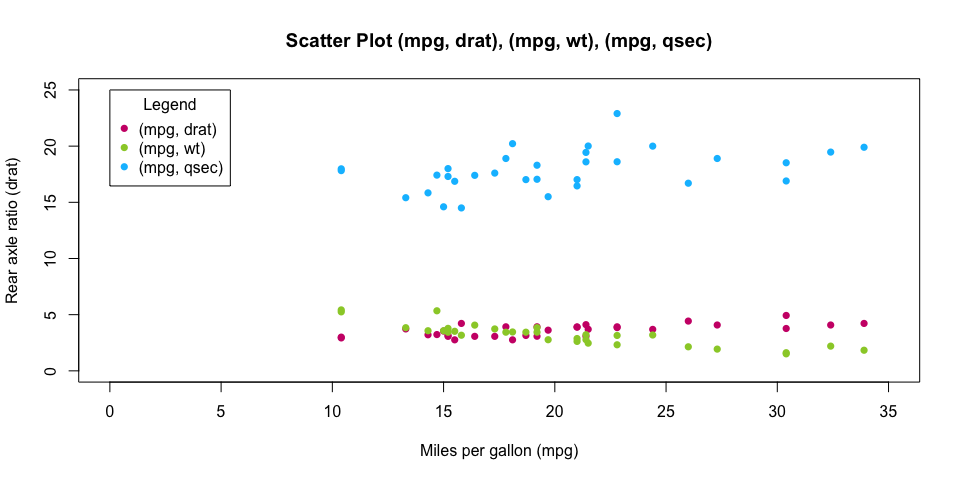 Scatter Plot (mpg, drat), (mpg, wt), (mpg, qsec)
Rear axle ratio (drat)
25
20
15
10
5
0
Legend
(mpg, drat)
(mpg, wt)
(mpg, qsec)
0 5 10 15 20 25 30 35
Miles per gallon (mpg)